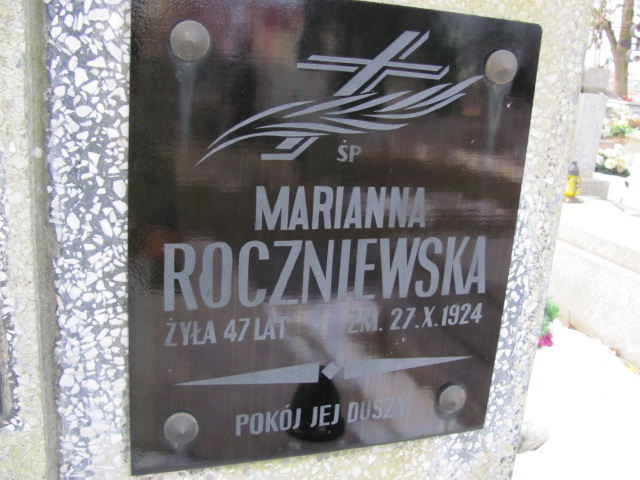 ŚP
MARIANNA
ROCZNIEWSKA
ŻYŁA 47 LAT ZM. 27.X.1924
POKÓJ JEJ DUSZY